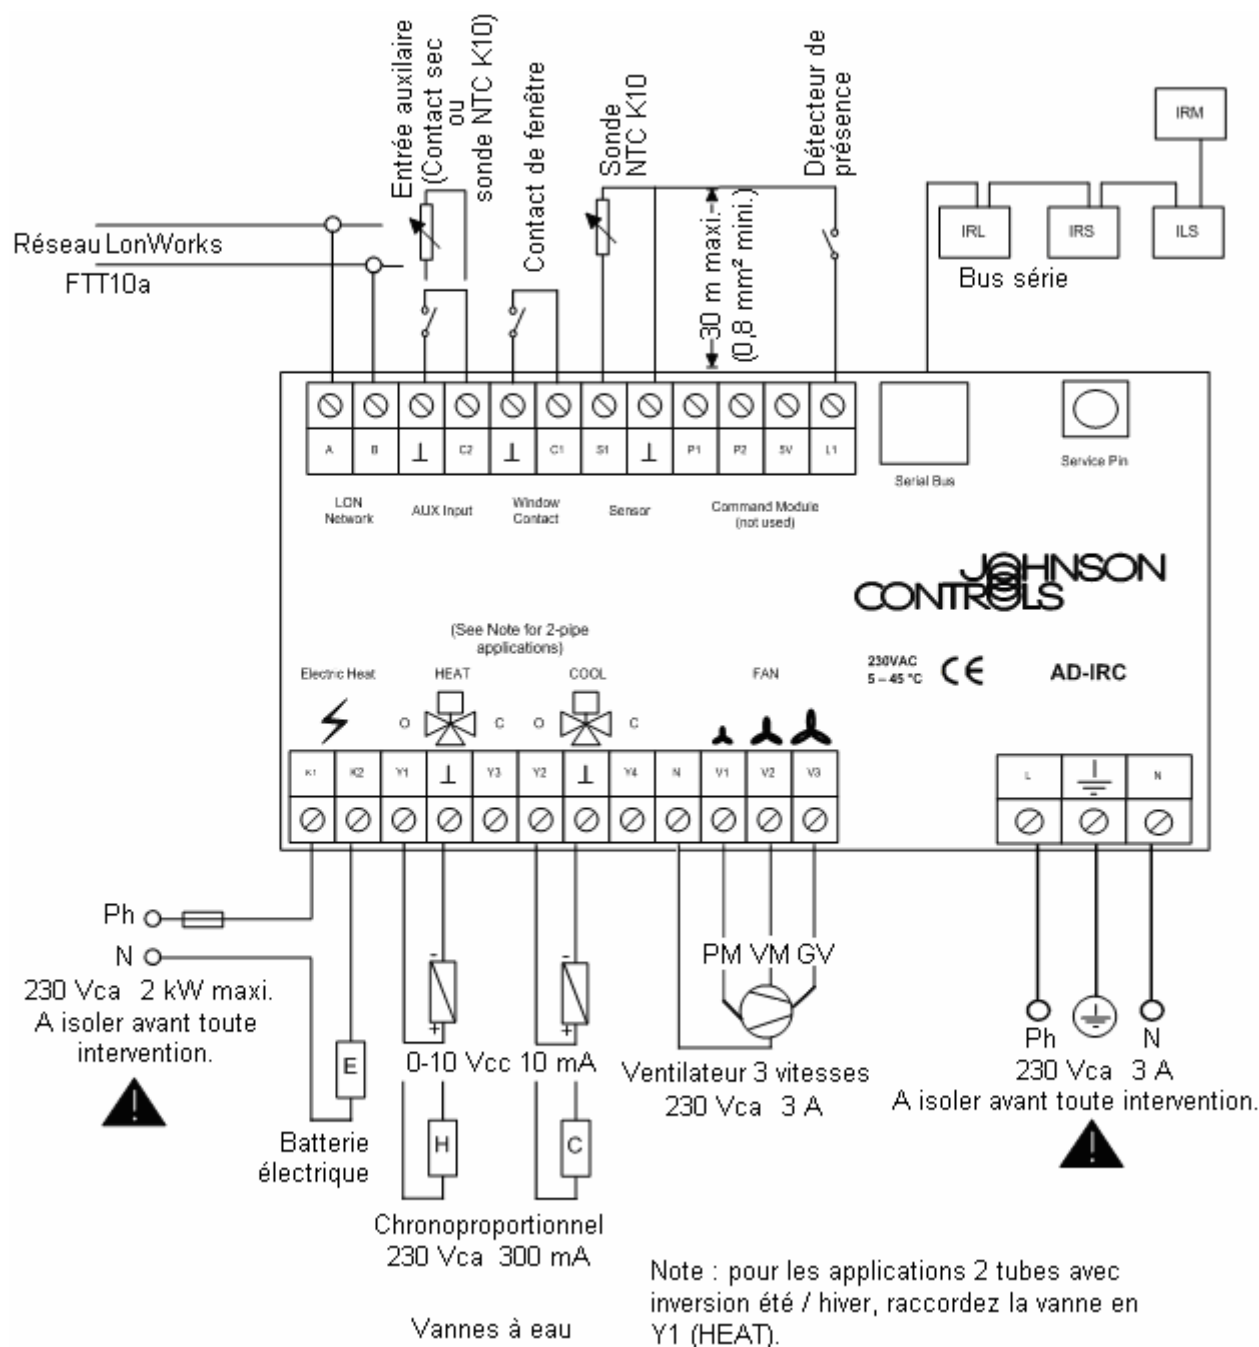 Entrée auxilaire
(Contact sec
ou
sonde NTC K10)
Contact de fenêtre
Sonde
NTC K10
Détecteur de
présence
30 m maxi.
(0,8 mm² mini.)
IRM
IRL
IRS
ILS
Bus série
Réseau LonWorks
FTT10a
A
B
C2
C1
S1
P1
P2
5V
L1
LON
Network
AUX Input
Window
Contact
Sensor
Command Module
(not used)
Serial Bus
Service Pin
JOHNSON
CONTROLS
(See Note for 2-pipe
applications)
Electric Heat
HEAT
COOL
FAN
230VAC
5 – 45 °C
CE
AD-IRC
O
C
O
C
K1
K2
Y1
Y3
Y2
Y4
N
V1
V2
V3
L
N
Ph
N
230 Vca 2 kW maxi.
A isoler avant toute
intervention.
E
Batterie
électrique
-
+
-
+
0-10 Vcc 10 mA
H
C
Chronoproportionnel
230 Vca 300 mA
Vannes à eau
PM VM GV
Ventilateur 3 vitesses
230 Vca 3 A
Ph
N
230 Vca 3 A
A isoler avant toute intervention.
Note : pour les applications 2 tubes avec
inversion été / hiver, raccordez la vanne en
Y1 (HEAT).